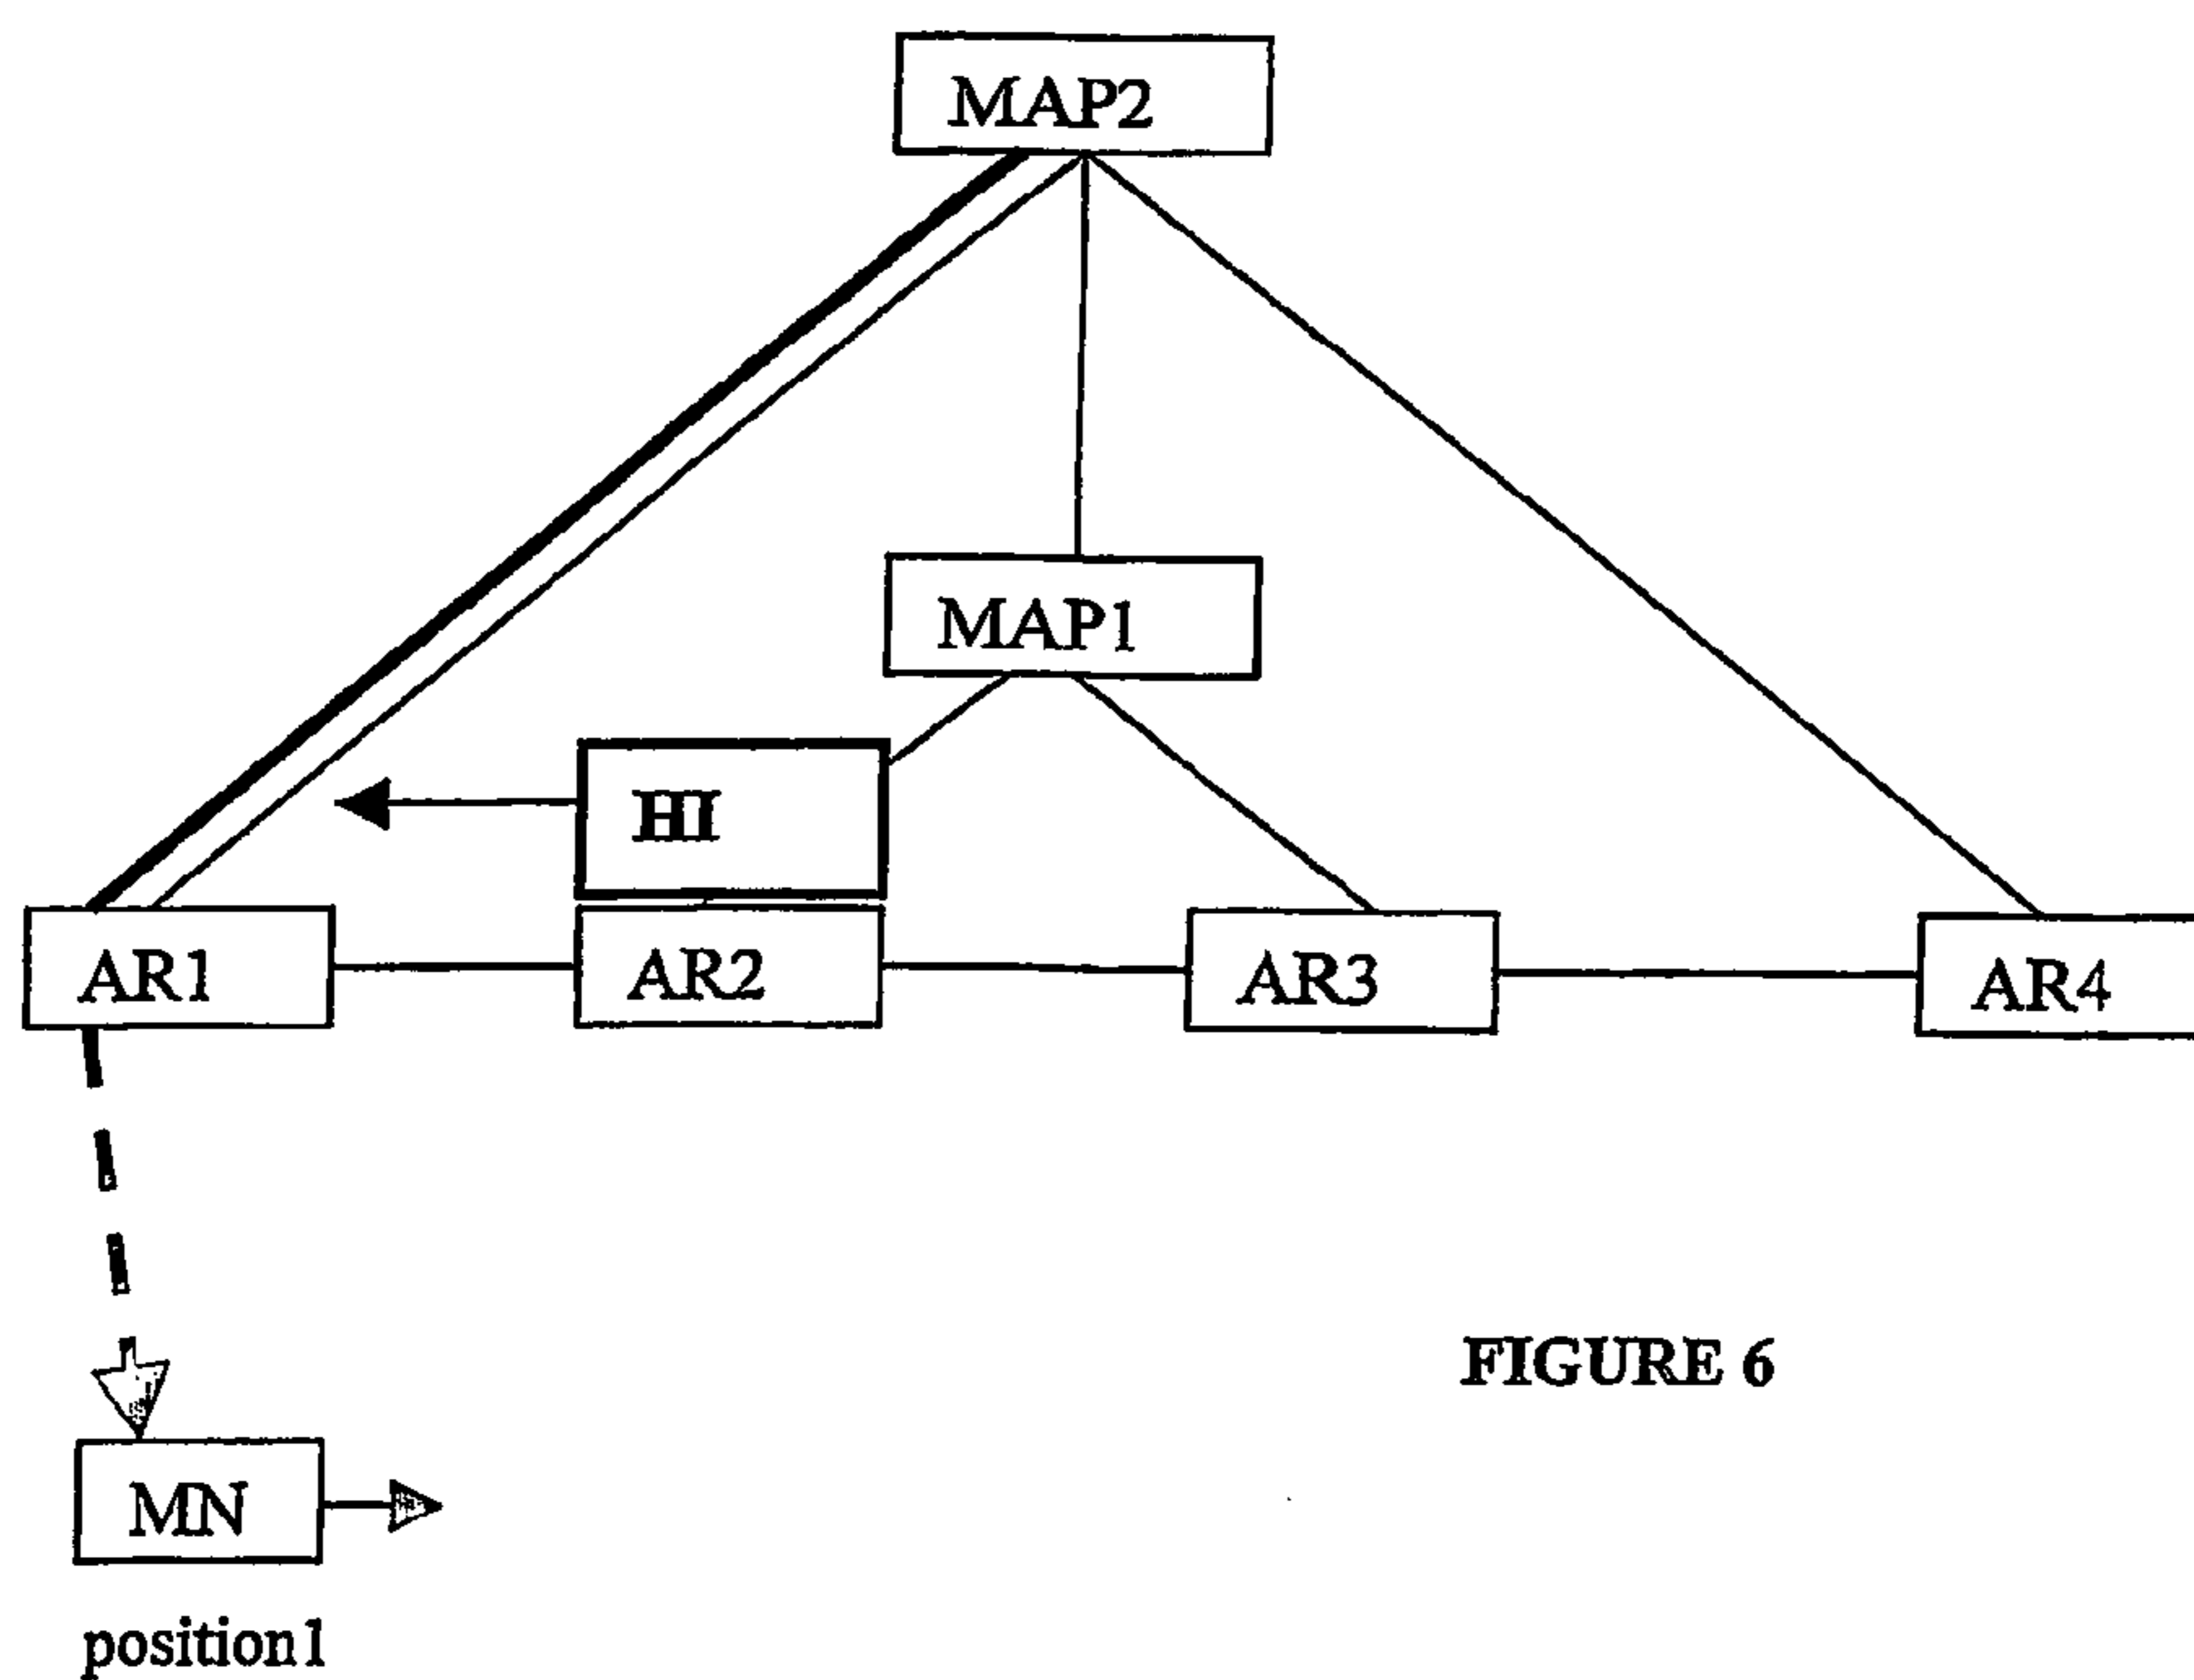 MAP2
MAP1
HI
AR1
AR2
AR3
AR4
FIGURE 6
MN
position1